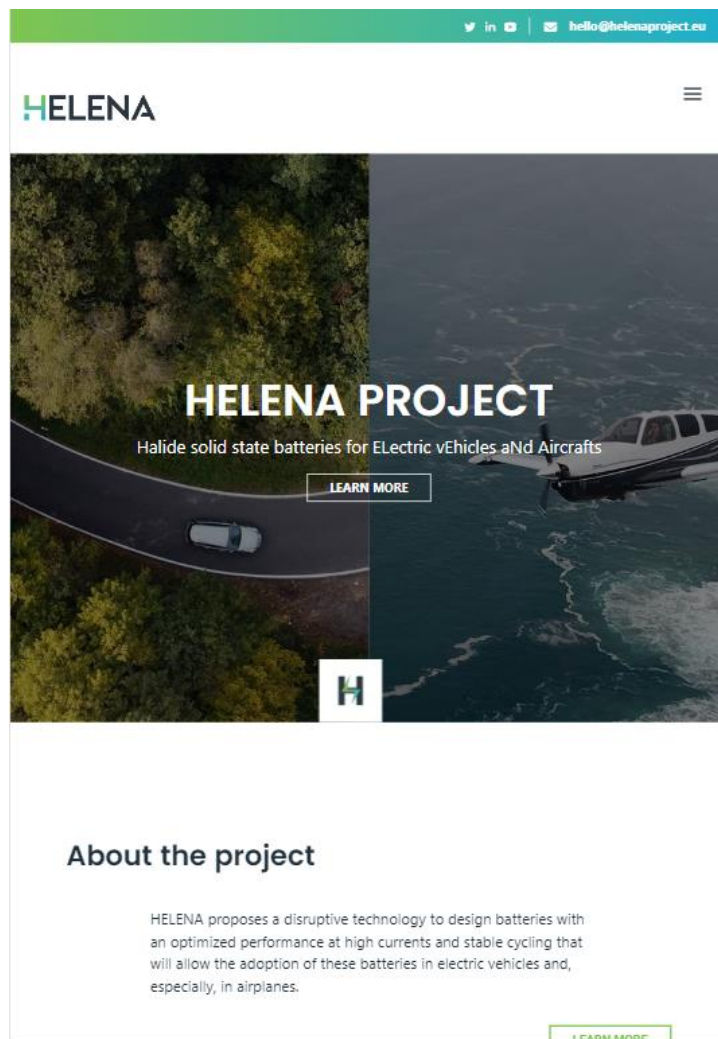 hello@helenaproject.eu
HELENA
HELENA PROJECT
Halide solid state batteries for ELectric vEhicles aNd Aircrafts
LEARN MORE
H
About the project
HELENA proposes a disruptive technology to design batteries with
an optimized performance at high currents and stable cycling that
will allow the adoption of these batteries in electric vehicles and,
especially, in airplanes.
LEARN MORE